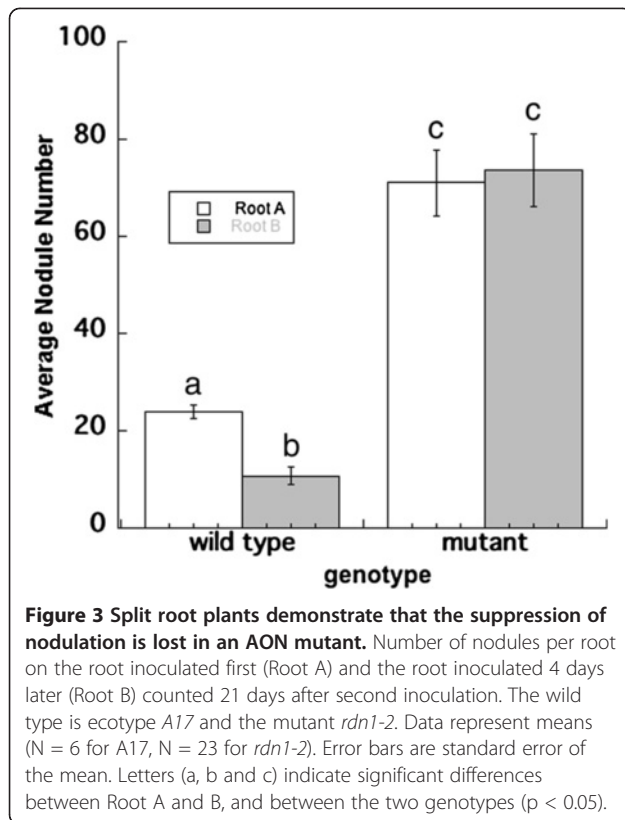 100
80
60
40
20
0
Average Nodule Number
Root A
Root B
a
b
c
c
wild type
mutant
genotype
Figure 3 Split root plants demonstrate that the suppression of
nodulation is lost in an AON mutant. Number of nodules per root
on the root inoculated first (Root A) and the root inoculated 4 days
later (Root B) counted 21 days after second inoculation. The wild
type is ecotype A17 and the mutant rdn1-2. Data represent means
(N = 6 for A17, N = 23 for rdn1-2). Error bars are standard error of
the mean. Letters (a, b and c) indicate significant differences
between Root A and B, and between the two genotypes (p < 0.05).